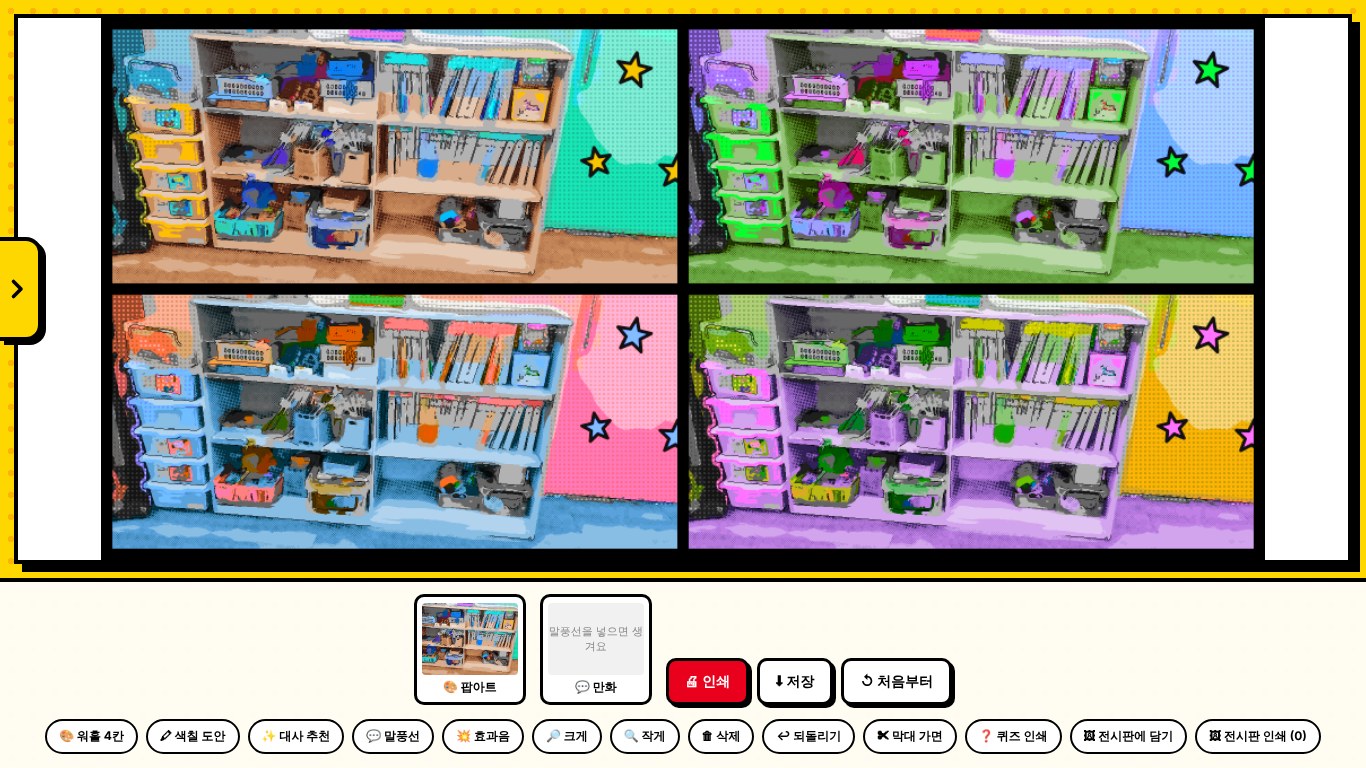 말풍선을 넣으면 생
겨요
🎨 팝아트
💬 만화
🖨 인쇄
⬇ 저장
↺ 처음부터
🎨 워홀 4칸
🖍 색칠 도안
✨ 대사 추천
💬 말풍선
💥 효과음
🔎 크게
🔍 작게
🗑 삭제
↩ 되돌리기
✂ 막대 가면
❓ 퀴즈 인쇄
🖼 전시판에 담기
🖼 전시판 인쇄 (0)